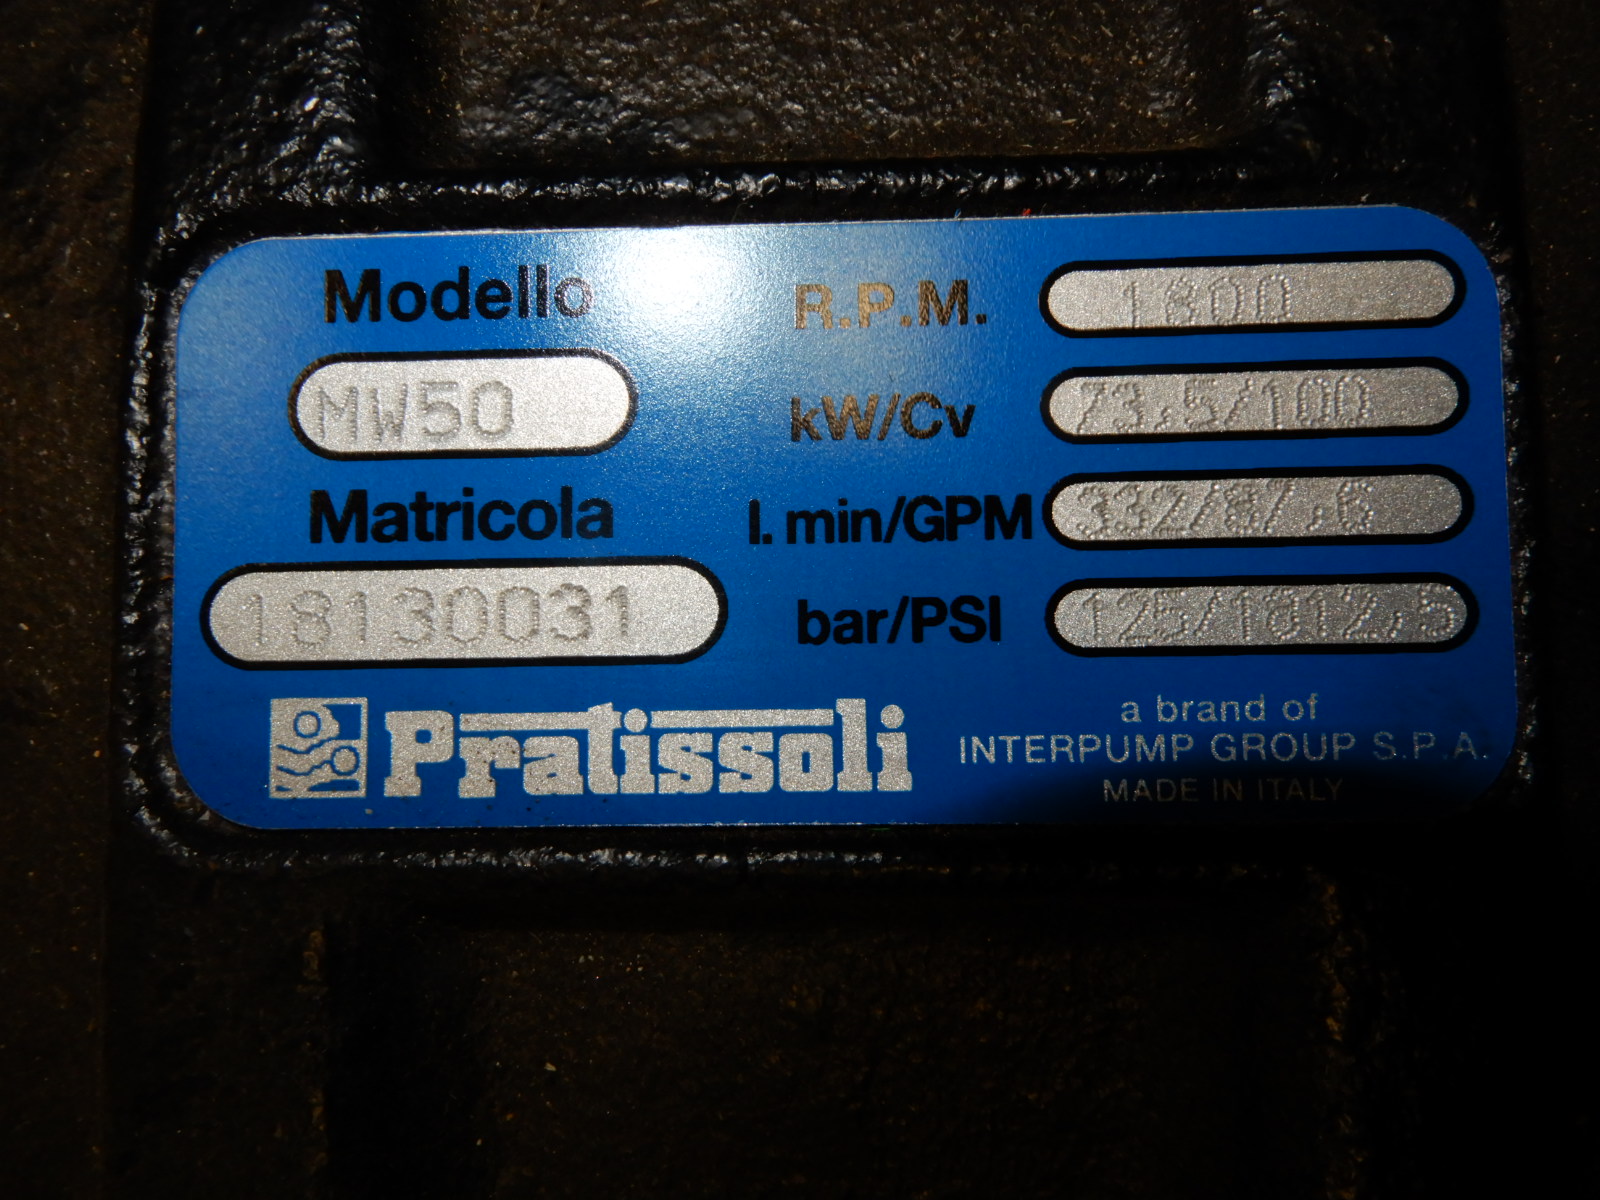 Modello
MW50
Matricola
18130031
R.P.M. 1800
kW/Cv 73.5/100
l. min/GPM 332/87.6
bar/PSI 125/1812,5
Pratissoli
a brand of
INTERPUMP GROUP S.P.A.
MADE IN ITALY